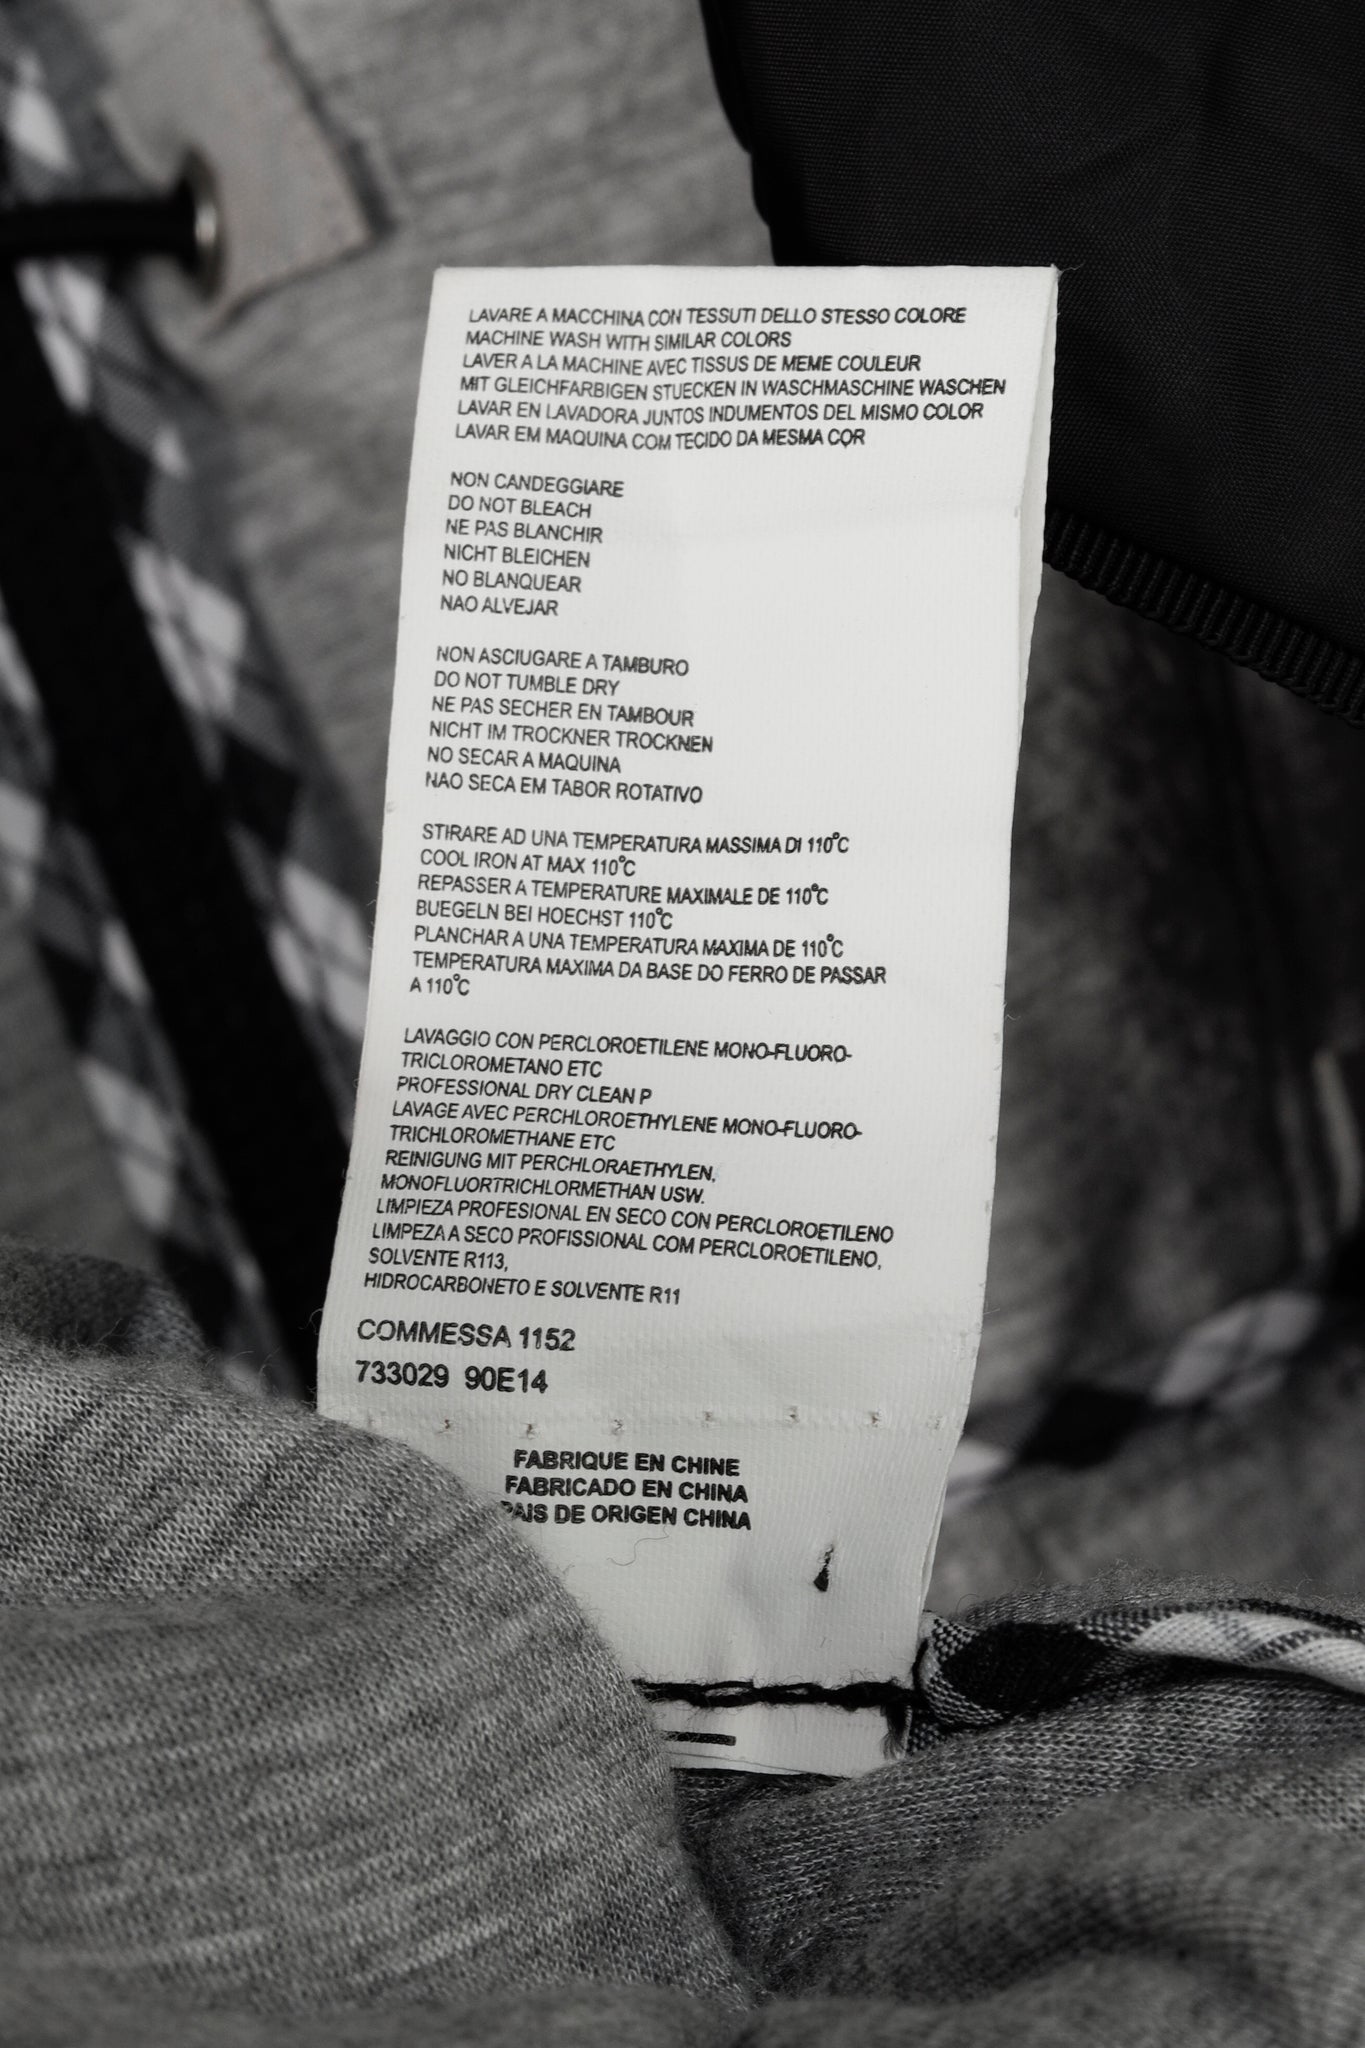 LAVARE A MACCHINA CON TESSUTI DELLO STESSO COLORE
MACHINE WASH WITH SIMILAR COLORS
LAVER A LA MACHINE AVEC TISSUS DE MEME COULEUR
MIT GLEICHFARBIGEN STUECKEN IN WASCHMASCHINE WASCHEN
LAVAR EN LAVADORA JUNTOS INDUMENTOS DEL MISMO COLOR
LAVAR EM MAQUINA COM TECIDO DA MESMA COR
NON CANDEGGIARE
DO NOT BLEACH
NE PAS BLANCHIR
NICHT BLEICHEN
NO BLANQUEAR
NAO ALVEJAR
NON ASCIUGARE A TAMBURO
DO NOT TUMBLE DRY
NE PAS SECHER EN TAMBOUR
NICHT IM TROCKNER TROCKNEN
NO SECAR A MAQUINA
NAO SECA EM TABOR ROTATIVO
STIRARE AD UNA TEMPERATURA MASSIMA DI 110°C
COOL IRON AT MAX 110°C
REPASSER A TEMPERATURE MAXIMALE DE 110°C
BUEGELN BEI HOECHST 110°C
PLANCHAR A UNA TEMPERATURA MAXIMA DE 110°C
TEMPERATURA MAXIMA DA BASE DO FERRO DE PASSAR
A 110°C
LAVAGGIO CON PERCLOROETILENE MONO-FLUORO-
TRICLOROMETANO ETC
PROFESSIONAL DRY CLEAN P
LAVAGE AVEC PERCHLOROETHYLENE MONO-FLUORO-
TRICHLOROMETHANE ETC
REINIGUNG MIT PERCHLORAETHYLEN,
MONOFLUORTRICHLORMETHAN USW.
LIMPIEZA PROFESIONAL EN SECO CON PERCLOROETILENO
LIMPEZA A SECO PROFISSIONAL COM PERCLOROETILENO,
SOLVENTE R113,
HIDROCARBONETO E SOLVENTE R11
COMMESSA 1152
733029 90E14
FABRIQUE EN CHINE
FABRICADO EN CHINA
PAIS DE ORIGEN CHINA